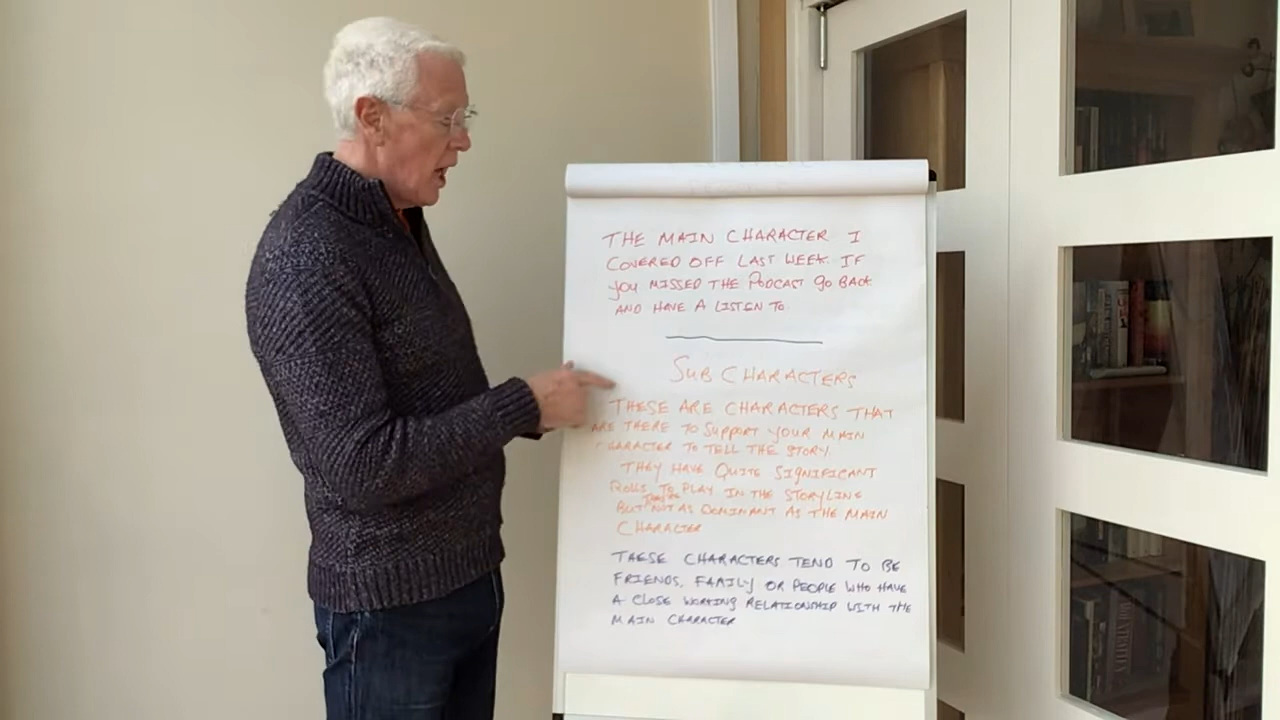 THE MAIN CHARACTER I
COVERED OFF LAST WEEK. IF
YOU MISSED THE PODCAST GO BACK
AND HAVE A LISTEN TO.
SUB CHARACTERS
THESE ARE CHARACTERS THAT
ARE THERE TO SUPPORT YOUR MAIN
CHARACTER TO TELL THE STORY.
THEY HAVE QUITE SIGNIFICANT
ROLLS TO PLAY IN THE STORYLINE
BUT NOT AS DOMINANT AS THE MAIN
CHARACTER
THESE CHARACTERS TEND TO BE
FRIENDS, FAMILY OR PEOPLE WHO HAVE
A CLOSE WORKING RELATIONSHIP WITH THE
MAIN CHARACTER